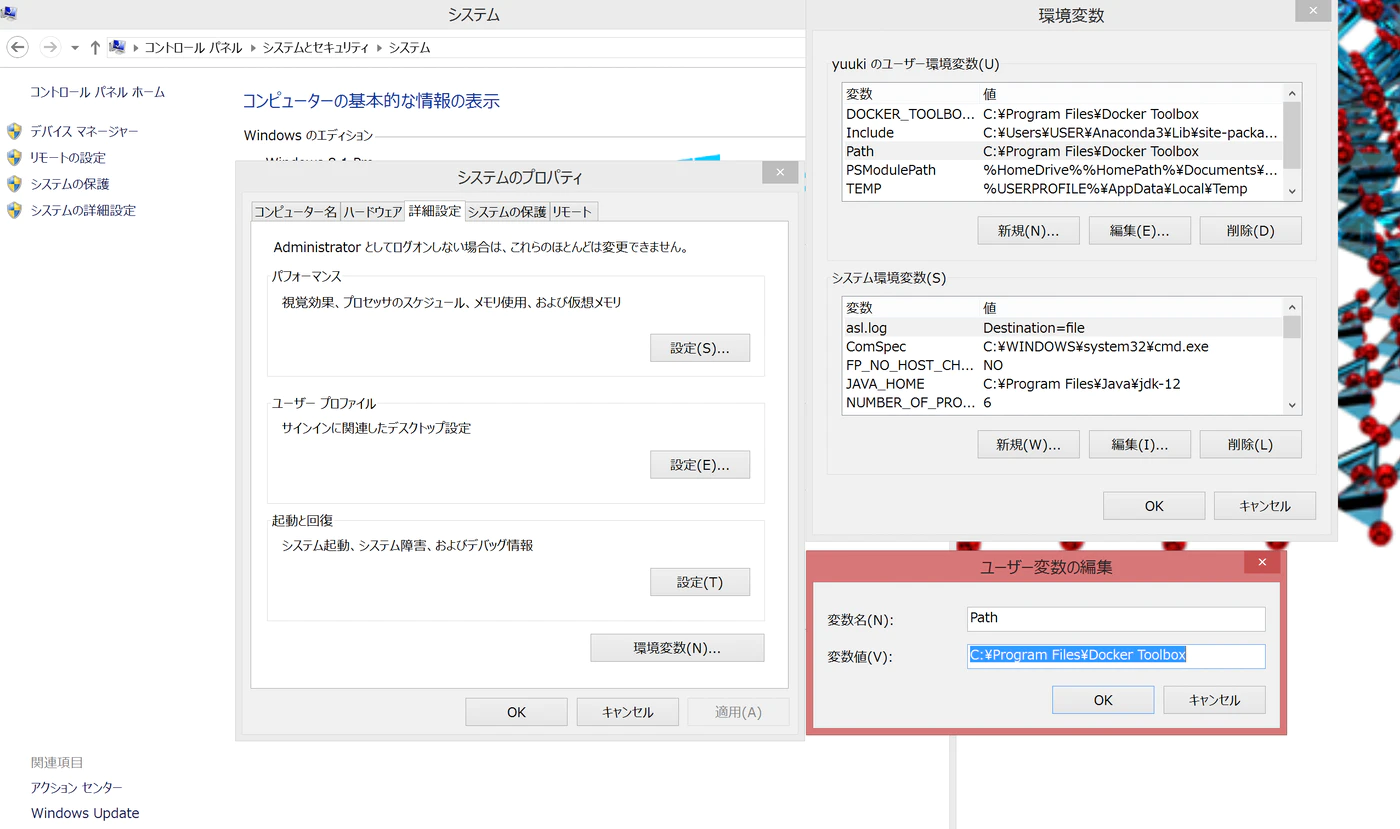 システム
コントロール パネル ▸ システムとセキュリティ ▸ システム
コントロール パネル ホーム
デバイス マネージャー
リモートの設定
システムの保護
システムの詳細設定
関連項目
アクション センター
Windows Update
コンピューターの基本的な情報の表示
Windows のエディション
システムのプロパティ
コンピューター名 ハードウェア 詳細設定 システムの保護 リモート
Administrator としてログオンしない場合は、これらのほとんどは変更できません。
パフォーマンス
視覚効果、プロセッサのスケジュール、メモリ使用、および仮想メモリ
設定(S)...
ユーザー プロファイル
サインインに関連したデスクトップ設定
設定(E)...
起動と回復
システム起動、システム障害、およびデバッグ情報
設定(T)
環境変数(N)...
OK キャンセル 適用(A)
環境変数
yuuki のユーザー環境変数(U)
変数 値
DOCKER_TOOLBO... C:¥Program Files¥Docker Toolbox
Include C:¥Users¥USER¥Anaconda3¥Lib¥site-packa...
Path C:¥Program Files¥Docker Toolbox
PSModulePath %HomeDrive%%HomePath%¥Documents¥...
TEMP %USERPROFILE%¥AppData¥Local¥Temp
新規(N)... 編集(E)... 削除(D)
システム環境変数(S)
変数 値
asl.log Destination=file
ComSpec C:¥WINDOWS¥system32¥cmd.exe
FP_NO_HOST_CH... NO
JAVA_HOME C:¥Program Files¥Java¥jdk-12
NUMBER_OF_PRO... 6
新規(W)... 編集(I)... 削除(L)
OK キャンセル
ユーザー変数の編集
変数名(N): Path
変数値(V): C:¥Program Files¥Docker Toolbox
OK キャンセル